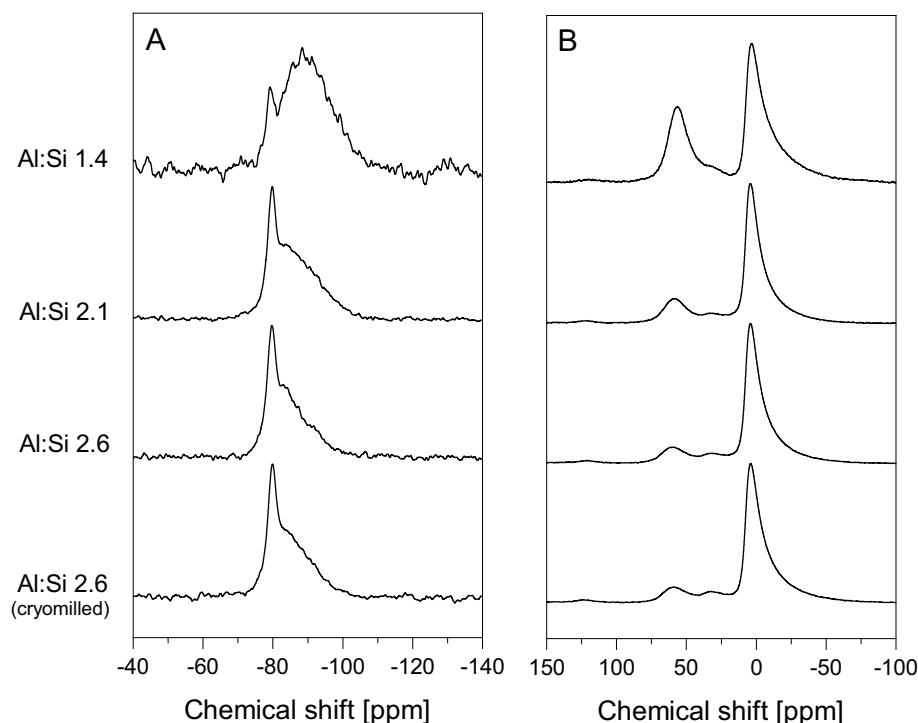 A
B
Al:Si 1.4
Al:Si 2.1
Al:Si 2.6
Al:Si 2.6
(cryomilled)
-40 -60 -80 -100 -120 -140
150 100 50 0 -50 -100
Chemical shift [ppm]
Chemical shift [ppm]